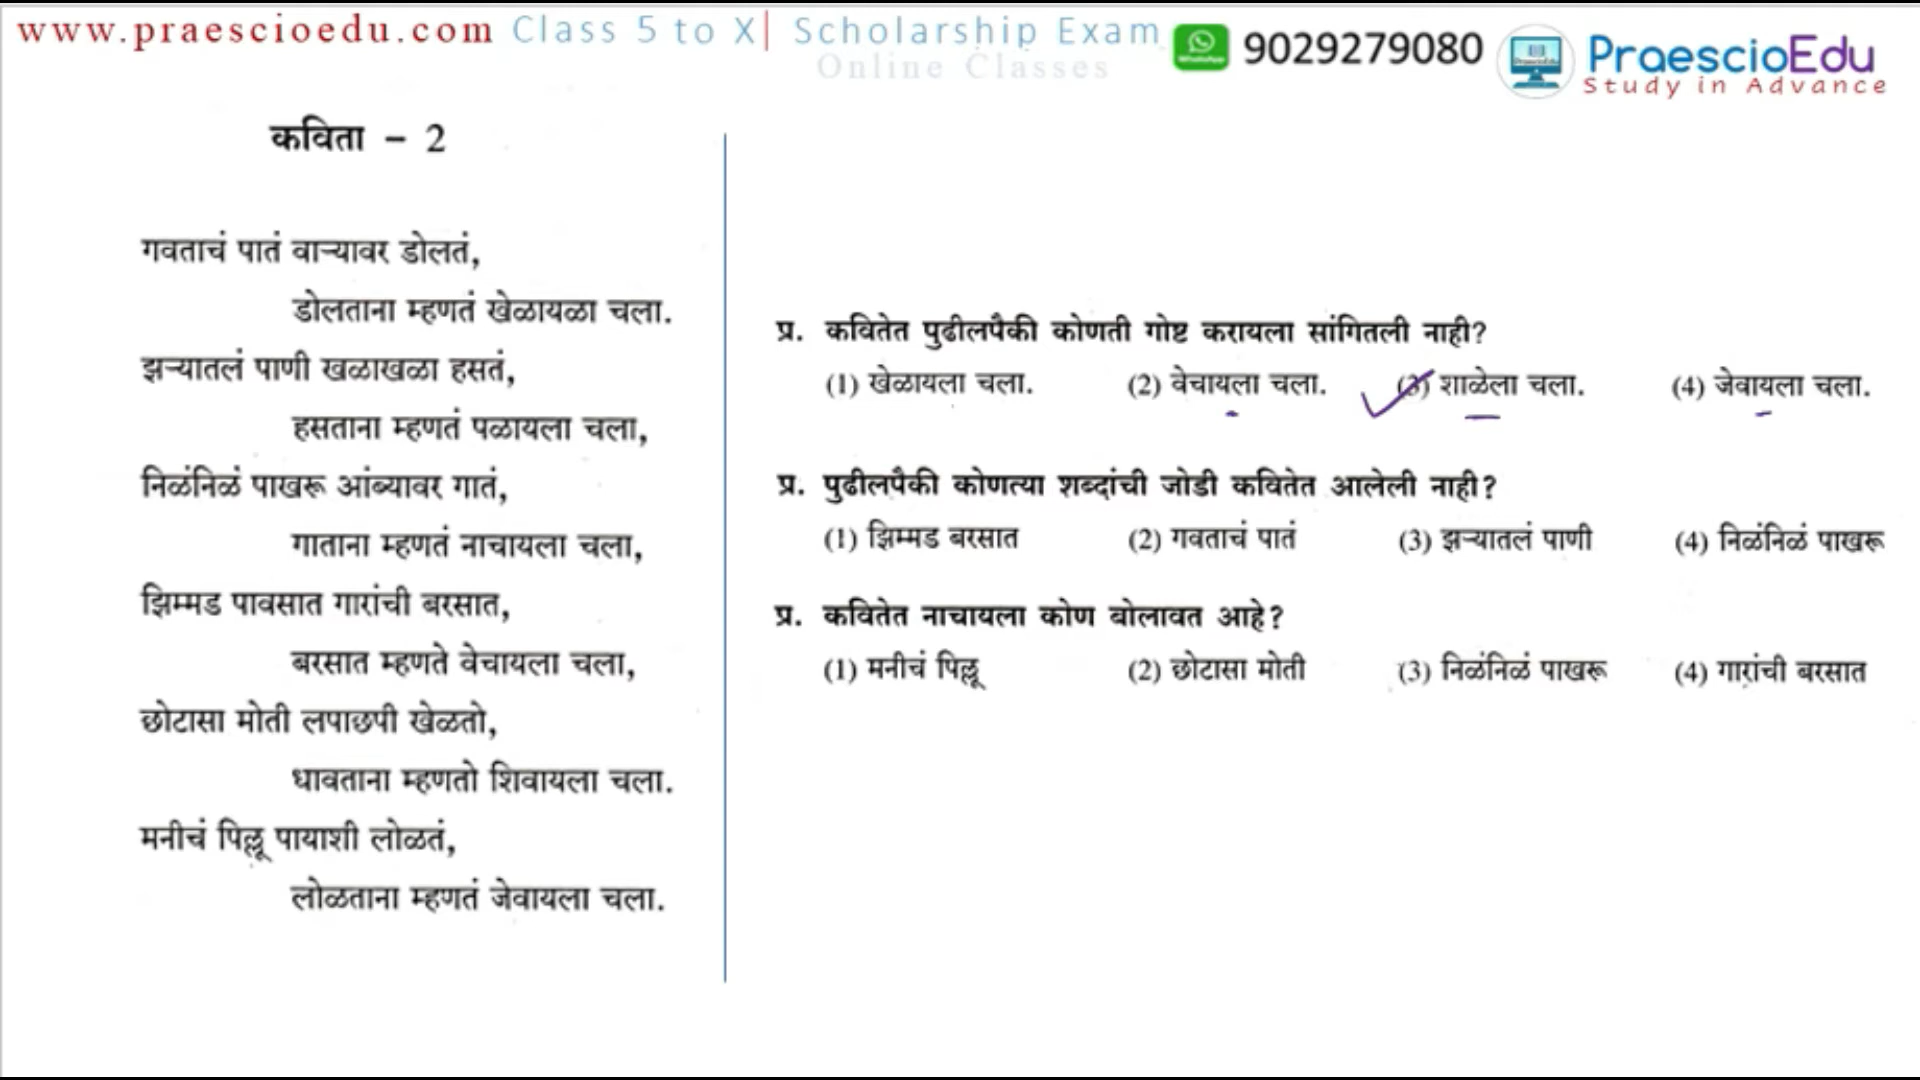 www.praescioedu.com Class 5 to X| Scholarship Exam
Online Classes
WhatsApp
9029279080
PraescioEdu
Study in Advance
कविता – 2
गवताचं पातं वाऱ्यावर डोलतं,
डोलताना म्हणतं खेळायळा चला.
झऱ्यातलं पाणी खळाखळा हसतं,
हसताना म्हणतं पळायला चला,
निळंनिळं पाखरू आंब्यावर गातं,
गाताना म्हणतं नाचायला चला,
झिम्मड पावसात गारांची बरसात,
बरसात म्हणते वेचायला चला,
छोटासा मोती लपाछपी खेळतो,
धावताना म्हणतो शिवायला चला.
मनीचं पिल्लू पायाशी लोळतं,
लोळताना म्हणतं जेवायला चला.
प्र. कवितेत पुढीलपैकी कोणती गोष्ट करायला सांगितली नाही?
(1) खेळायला चला. (2) वेचायला चला. (3) शाळेला चला. (4) जेवायला चला.
प्र. पुढीलपैकी कोणत्या शब्दांची जोडी कवितेत आलेली नाही?
(1) झिम्मड बरसात (2) गवताचं पातं (3) झऱ्यातलं पाणी (4) निळंनिळं पाखरू
प्र. कवितेत नाचायला कोण बोलावत आहे?
(1) मनीचं पिल्लू (2) छोटासा मोती (3) निळंनिळं पाखरू (4) गारांची बरसात